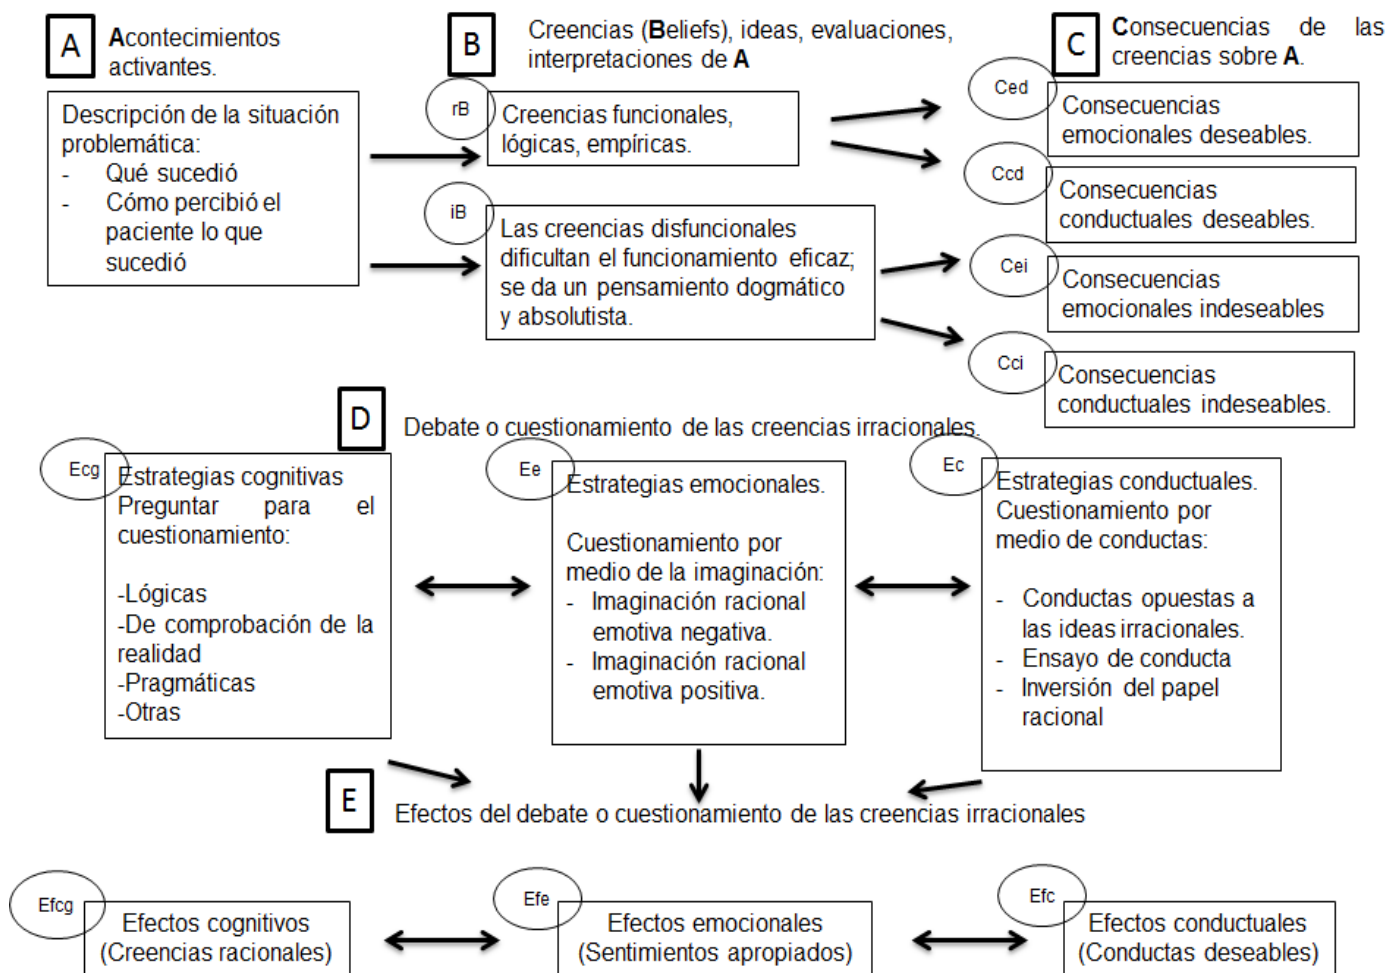 A
Acontecimientos
activantes.
B
Creencias (Beliefs), ideas, evaluaciones,
interpretaciones de A
C
Consecuencias de las
creencias sobre A.
Descripción de la situación
problemática:
- Qué sucedió
- Cómo percibió el
paciente lo que
sucedió
rB
Creencias funcionales,
lógicas, empíricas.
iB
Las creencias disfuncionales
dificultan el funcionamiento eficaz;
se da un pensamiento dogmático
y absolutista.
Ced
Consecuencias
emocionales deseables.
Ccd
Consecuencias
conductuales deseables.
Cei
Consecuencias
emocionales indeseables
Cci
Consecuencias
conductuales indeseables.
D
Debate o cuestionamiento de las creencias irracionales.
Ecg
Estrategias cognitivas
Preguntar para el
cuestionamiento:
-Lógicas
-De comprobación de la
realidad
-Pragmáticas
-Otras
Ee
Estrategias emocionales.
Cuestionamiento por
medio de la imaginación:
- Imaginación racional
emotiva negativa.
- Imaginación racional
emotiva positiva.
Ec
Estrategias conductuales.
Cuestionamiento por
medio de conductas:
- Conductas opuestas a
las ideas irracionales.
- Ensayo de conducta
- Inversión del papel
racional
E
Efectos del debate o cuestionamiento de las creencias irracionales
Efcg
Efectos cognitivos
(Creencias racionales)
Efe
Efectos emocionales
(Sentimientos apropiados)
Efc
Efectos conductuales
(Conductas deseables)